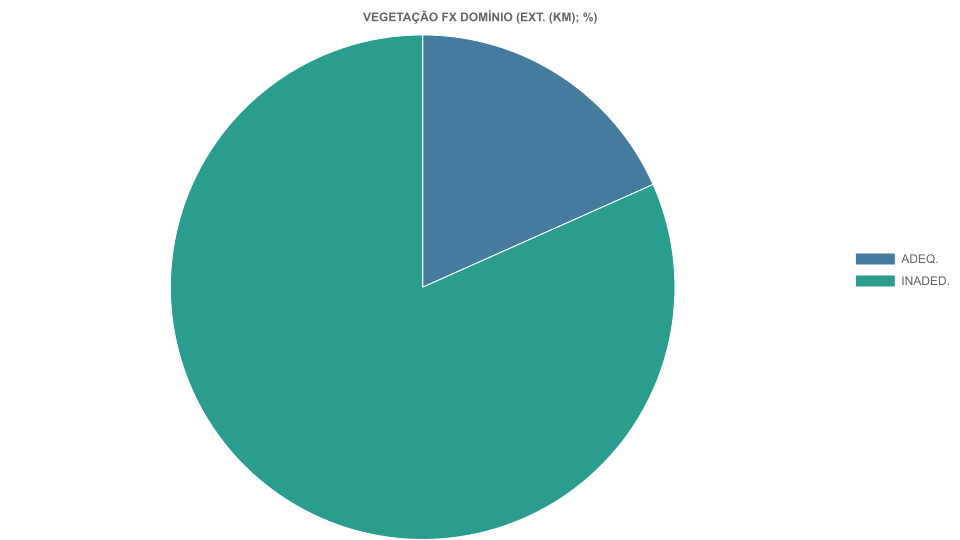 VEGETAÇÃO FX DOMÍNIO (EXT. (KM); %)
ADEQ.
INADED.